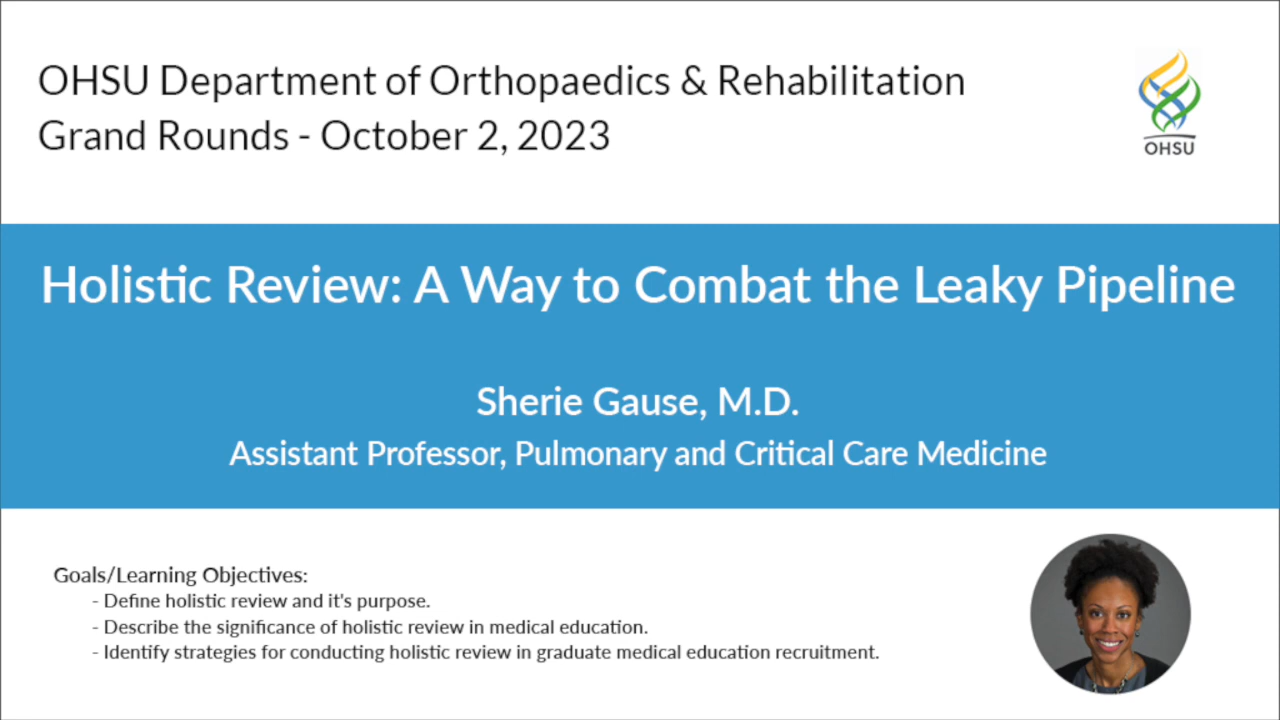 OHSU Department of Orthopaedics & Rehabilitation
Grand Rounds - October 2, 2023
OHSU
Holistic Review: A Way to Combat the Leaky Pipeline
Sherie Gause, M.D.
Assistant Professor, Pulmonary and Critical Care Medicine
Goals/Learning Objectives:
- Define holistic review and it's purpose.
- Describe the significance of holistic review in medical education.
- Identify strategies for conducting holistic review in graduate medical education recruitment.